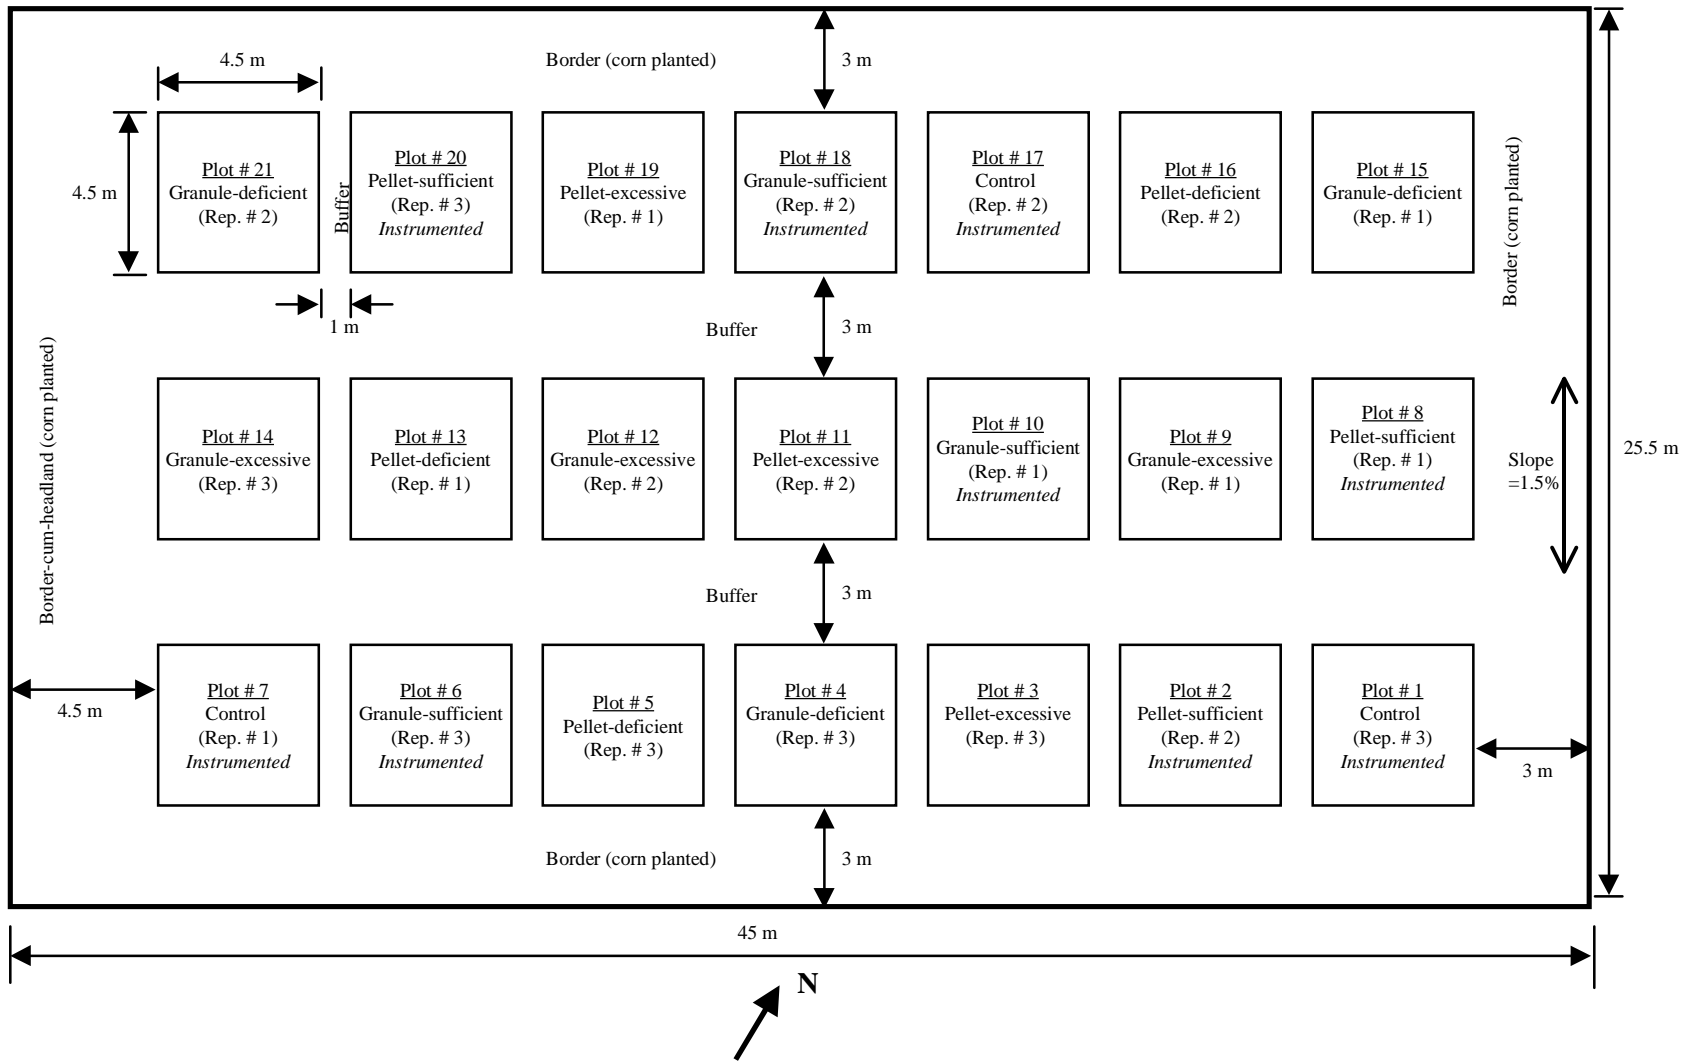 Border (corn planted)
3 m
4.5 m
4.5 m
Plot # 21
Granule-deficient
(Rep. # 2)
Buffer
Plot # 20
Pellet-sufficient
(Rep. # 3)
Instrumented
Plot # 19
Pellet-excessive
(Rep. # 1)
Plot # 18
Granule-sufficient
(Rep. # 2)
Instrumented
Plot # 17
Control
(Rep. # 2)
Instrumented
Plot # 16
Pellet-deficient
(Rep. # 2)
Plot # 15
Granule-deficient
(Rep. # 1)
Border (corn planted)
1 m
Buffer
3 m
Border-cum-headland (corn planted)
Plot # 14
Granule-excessive
(Rep. # 3)
Plot # 13
Pellet-deficient
(Rep. # 1)
Plot # 12
Granule-excessive
(Rep. # 2)
Plot # 11
Pellet-excessive
(Rep. # 2)
Plot # 10
Granule-sufficient
(Rep. # 1)
Instrumented
Plot # 9
Granule-excessive
(Rep. # 1)
Plot # 8
Pellet-sufficient
(Rep. # 1)
Instrumented
Slope
=1.5%
25.5 m
Buffer
3 m
4.5 m
Plot # 7
Control
(Rep. # 1)
Instrumented
Plot # 6
Granule-sufficient
(Rep. # 3)
Instrumented
Plot # 5
Pellet-deficient
(Rep. # 3)
Plot # 4
Granule-deficient
(Rep. # 3)
Plot # 3
Pellet-excessive
(Rep. # 3)
Plot # 2
Pellet-sufficient
(Rep. # 2)
Instrumented
Plot # 1
Control
(Rep. # 3)
Instrumented
3 m
Border (corn planted)
3 m
45 m
N